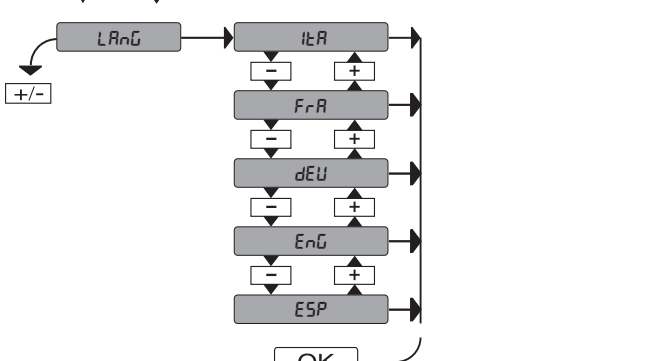 LAnG ItA
- +
+/-
FrA
- +
dEU
- +
EnG
- +
ESP
OK